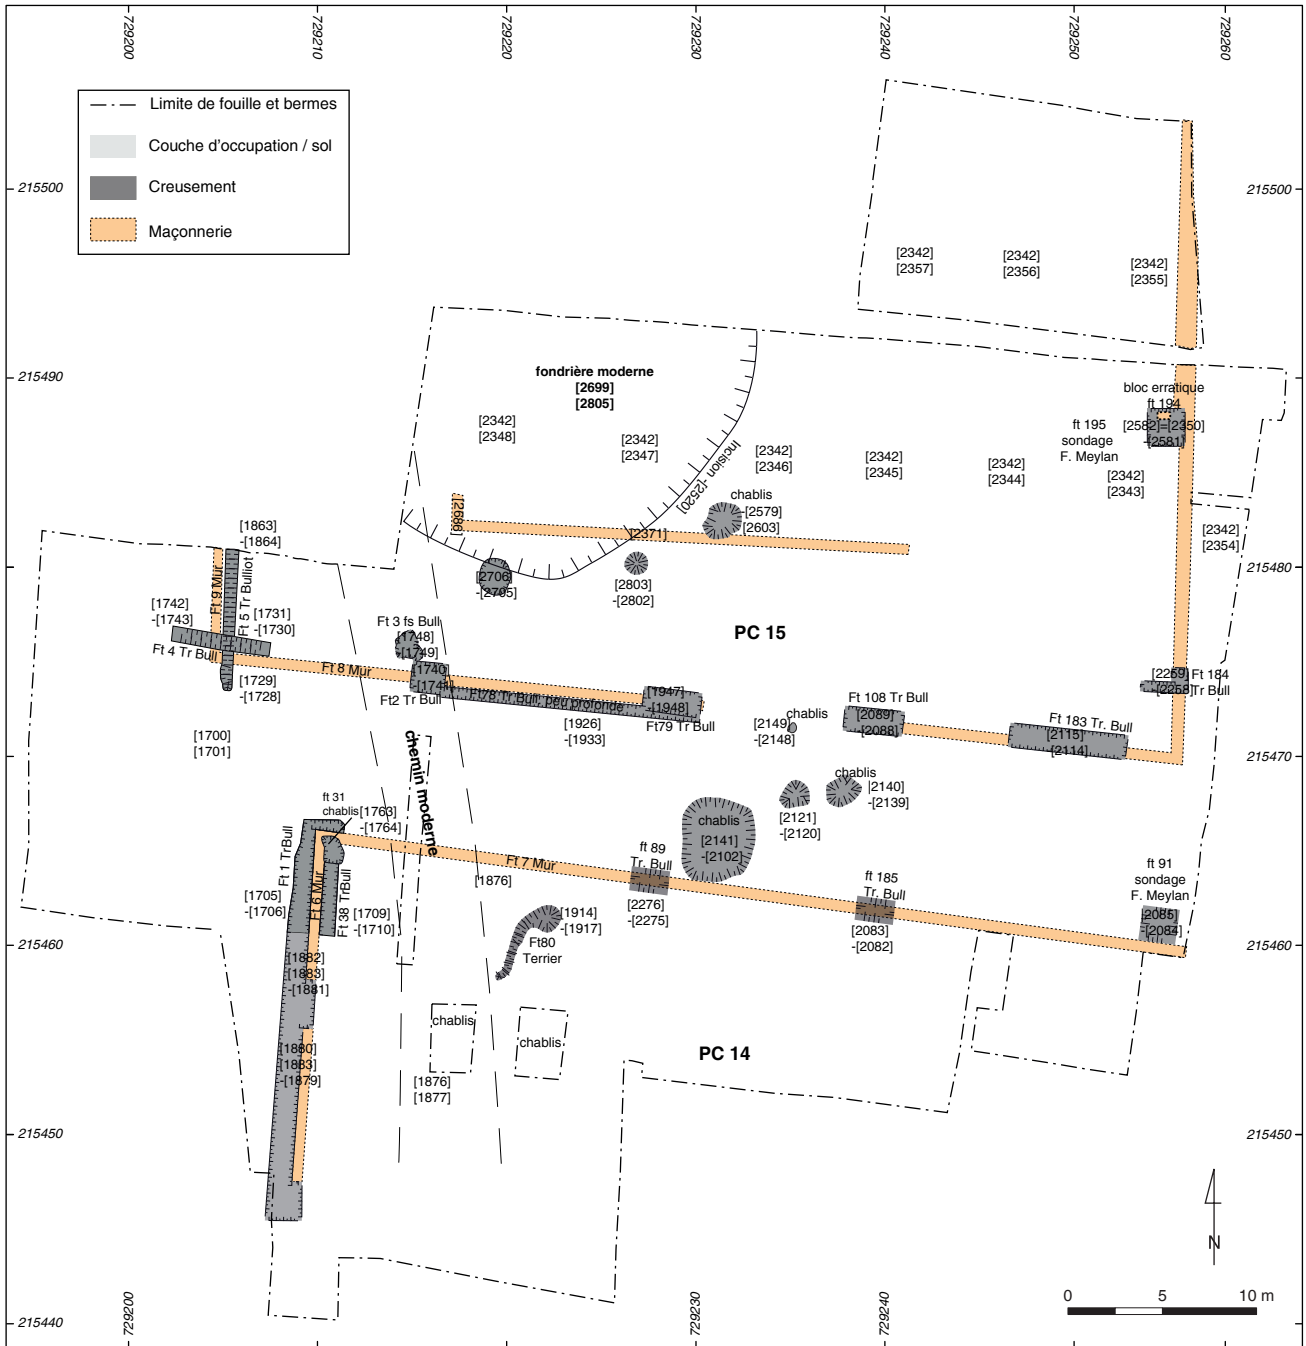 729200
729210
729220
729230
729240
729250
729260
Limite de fouille et bermes
Couche d'occupation / sol
Creusement
Maçonnerie
215500
215500
[2342]
[2357]
[2342]
[2356]
[2342]
[2355]
215490
215490
fondrière moderne
[2699]
[2805]
[2342]
[2348]
[2342]
[2347]
Incision -[2520]
[2342]
[2346]
[2342]
[2345]
[2342]
[2344]
bloc erratique
ft 194
[2582]=[2350]
-[2581]
ft 195
sondage
F. Meylan
[2342]
[2343]
[2342]
[2354]
chablis
-[2579]
[2603]
[2686]
[2371]
[1863]
-[1864]
215480
215480
Ft 9 Mur
Ft 5 Tr Bulliot
[1742]
-[1743]
[1731]
-[1730]
Ft 4 Tr Bull
[1729]
-[1728]
[2706]
-[2705]
[2803]
-[2802]
PC 15
Ft 3 fs Bull
[1748]
-[1749]
Ft 8 Mur
[1740]
-[1741]
Ft2 Tr Bull
Ft78 Tr Bull. peu profonde
[1947]
-[1948]
Ft79 Tr Bull
[1926]
-[1933]
[2259]
-[2258]
Ft 184
Tr Bull
Ft 108 Tr Bull
[2089]
-[2088]
chablis
[2149]
-[2148]
Ft 183 Tr. Bull
[2115]
-[2114]
[1700]
[1701]
215470
215470
chemin moderne
chablis
[2140]
-[2139]
[2121]
-[2120]
chablis
[2141]
-[2102]
ft 31
chablis
[1763]
-[1764]
Ft 1 TrBull
Ft 6 Mur
Ft 38 TrBull
Ft 7 Mur
ft 89
Tr. Bull
[2276]
-[2275]
ft 185
Tr. Bull
[2083]
-[2082]
ft 91
sondage
F. Meylan
[2085]
-[2084]
[1876]
[1705]
-[1706]
[1709]
-[1710]
[1914]
-[1917]
Ft80
Terrier
215460
215460
[1882]
[1883]
-[1881]
chablis
chablis
[1880]
[1883]
-[1879]
PC 14
[1876]
[1877]
215450
215450
N
0
5
10 m
215440
729200
729230
729240